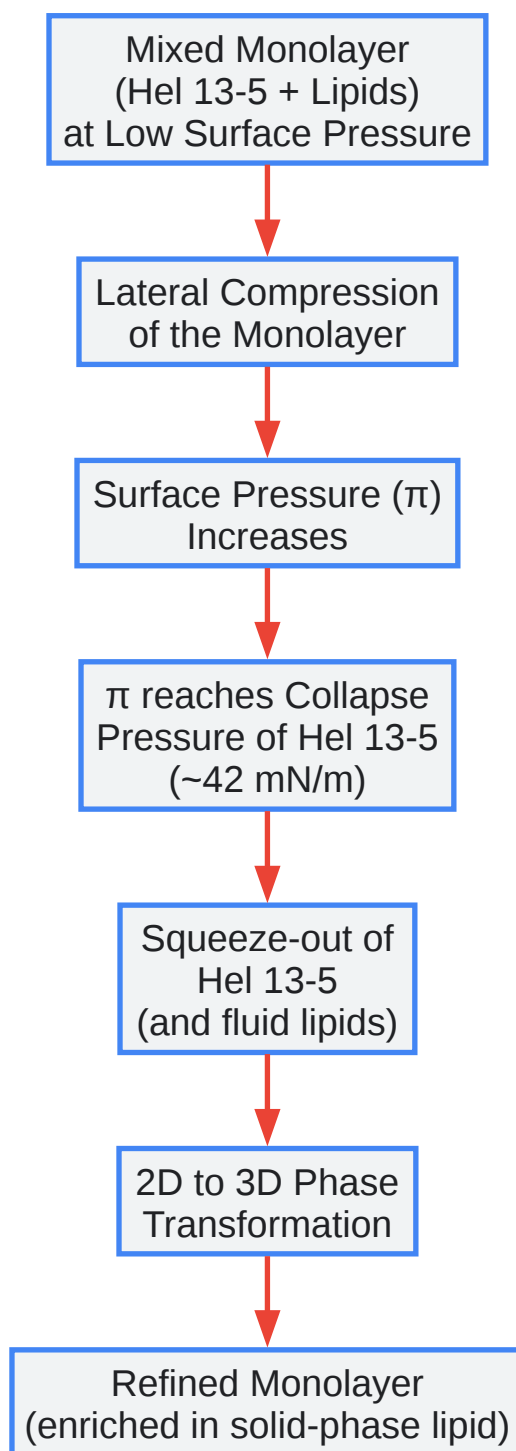 Mixed Monolayer
(Hel 13-5 + Lipids)
at Low Surface Pressure
Lateral Compression
of the Monolayer
Surface Pressure (π)
Increases
π reaches Collapse
Pressure of Hel 13-5
(~42 mN/m)
Squeeze-out of
Hel 13-5
(and fluid lipids)
2D to 3D Phase
Transformation
Refined Monolayer
(enriched in solid-phase lipid)